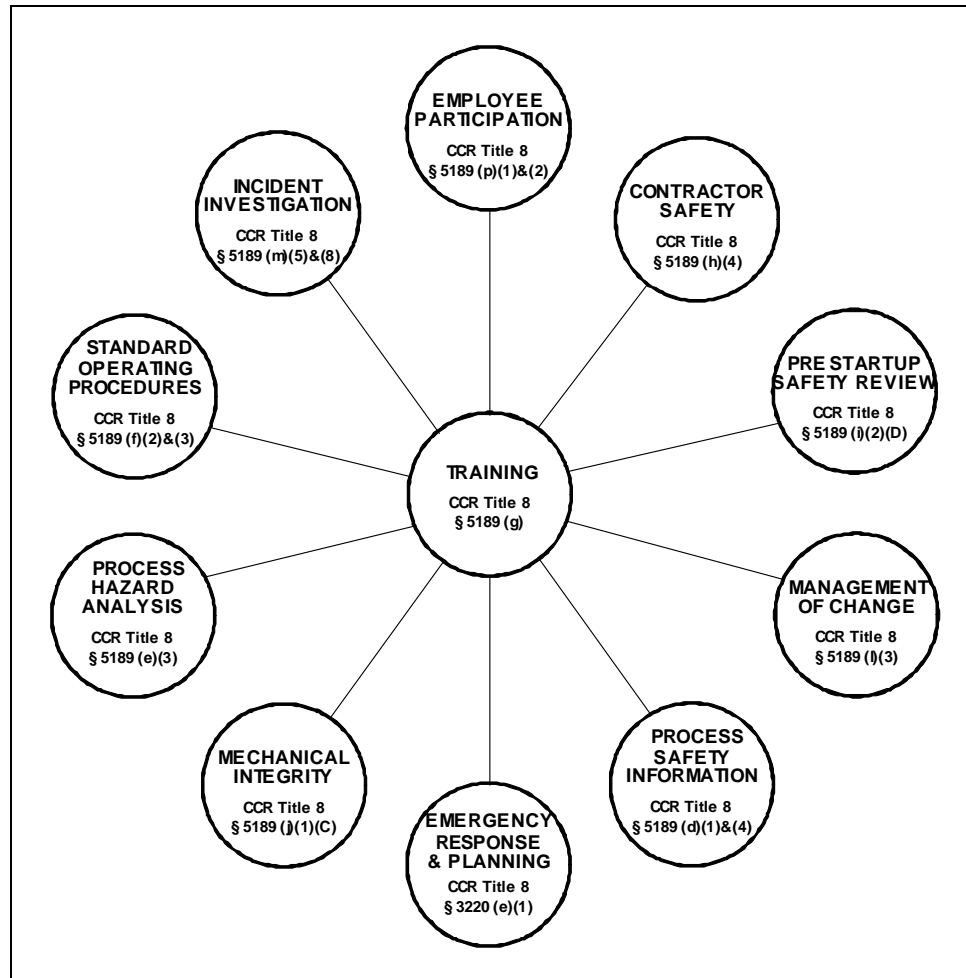 EMPLOYEE
PARTICIPATION
CCR Title 8
§ 5189 (p)(1)&(2)
CONTRACTOR
SAFETY
CCR Title 8
§ 5189 (h)(4)
PRE STARTUP
SAFETY REVIEW
CCR Title 8
§ 5189 (i)(2)(D)
MANAGEMENT
OF CHANGE
CCR Title 8
§ 5189 (l)(3)
PROCESS
SAFETY
INFORMATION
CCR Title 8
§ 5189 (d)(1)&(4)
EMERGENCY
RESPONSE
& PLANNING
CCR Title 8
§ 3220 (e)(1)
MECHANICAL
INTEGRITY
CCR Title 8
§ 5189 (j)(1)(C)
PROCESS
HAZARD
ANALYSIS
CCR Title 8
§ 5189 (e)(3)
STANDARD
OPERATING
PROCEDURES
CCR Title 8
§ 5189 (f)(2)&(3)
INCIDENT
INVESTIGATION
CCR Title 8
§ 5189 (m)(5)&(8)
TRAINING
CCR Title 8
§ 5189 (g)